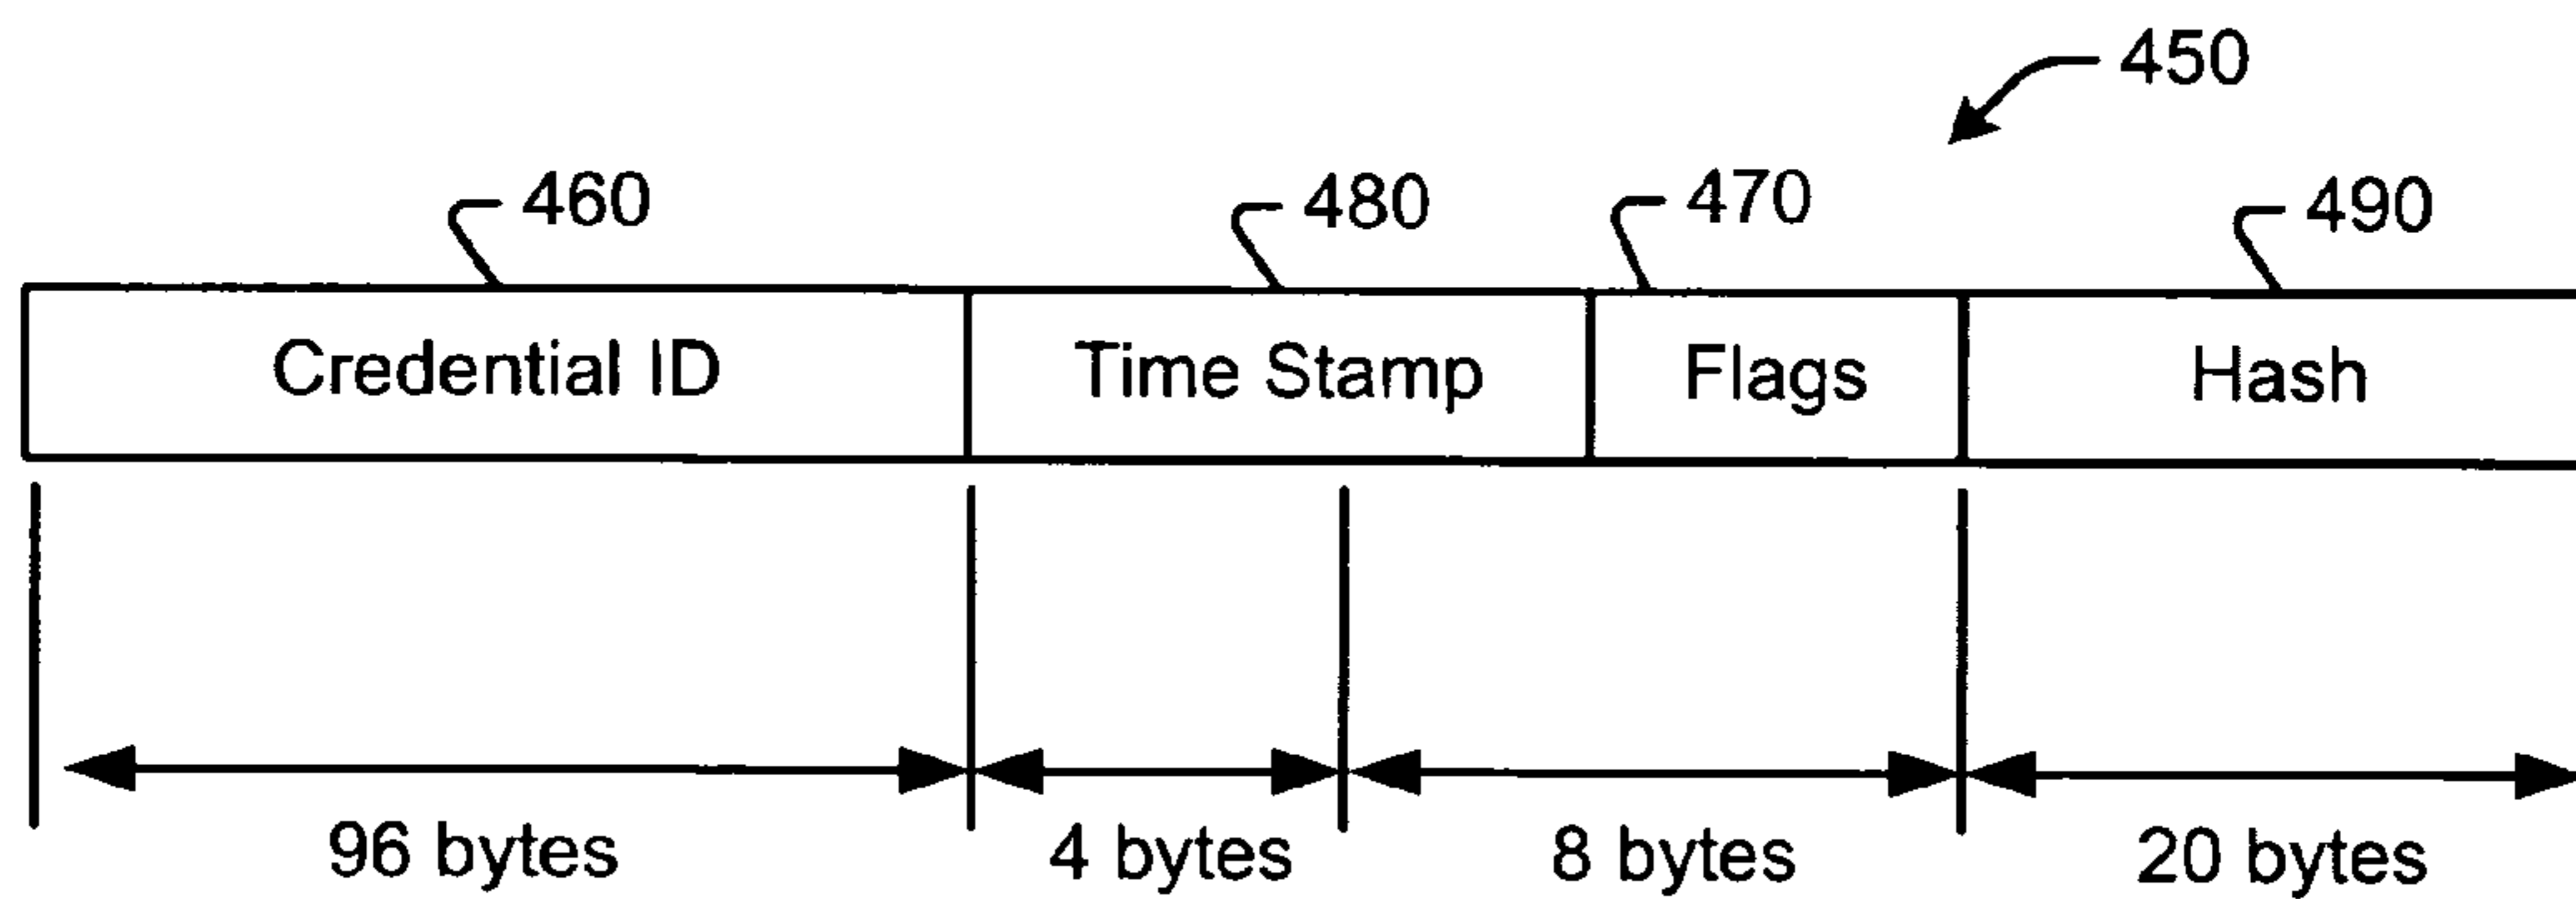 450
460
480
470
490
Credential ID
Time Stamp
Flags
Hash
96 bytes
4 bytes
8 bytes
20 bytes